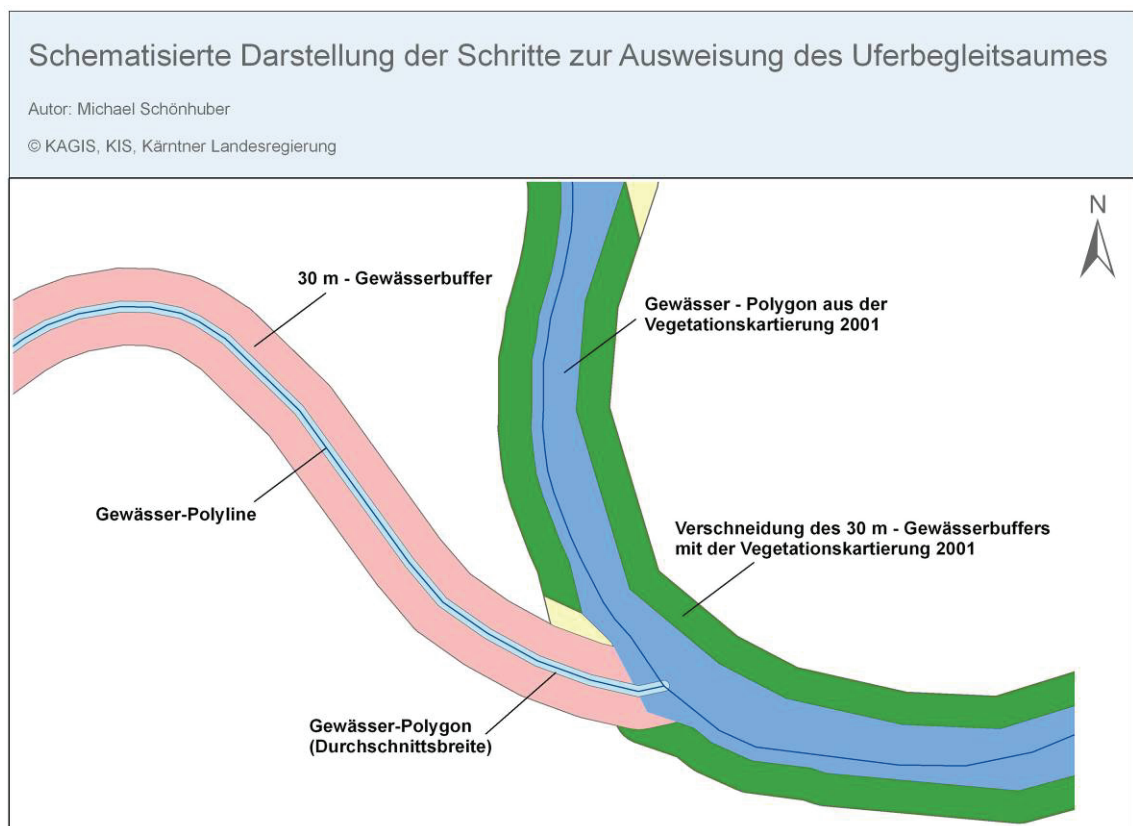 Schematisierte Darstellung der Schritte zur Ausweisung des Uferbegleitsaumes
Autor: Michael Schönhuber
© KAGIS, KIS, Kärntner Landesregierung
N
30 m - Gewässerbuffer
Gewässer - Polygon aus der
Vegetationskartierung 2001
Gewässer-Polyline
Verschneidung des 30 m - Gewässerbuffers
mit der Vegetationskartierung 2001
Gewässer-Polygon
(Durchschnittsbreite)